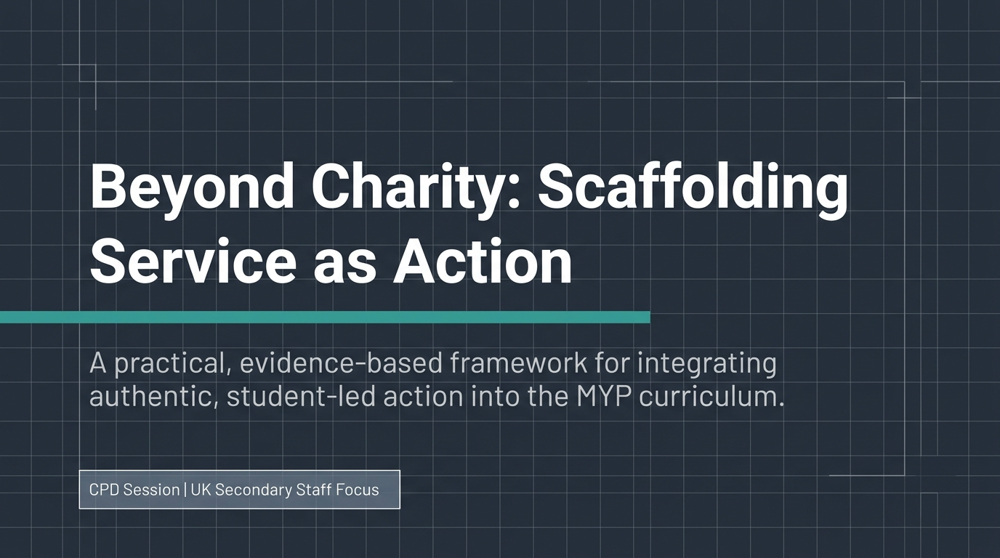 Beyond Charity: Scaffolding
Service as Action
A practical, evidence-based framework for integrating
authentic, student-led action into the MYP curriculum.
CPD Session | UK Secondary Staff Focus